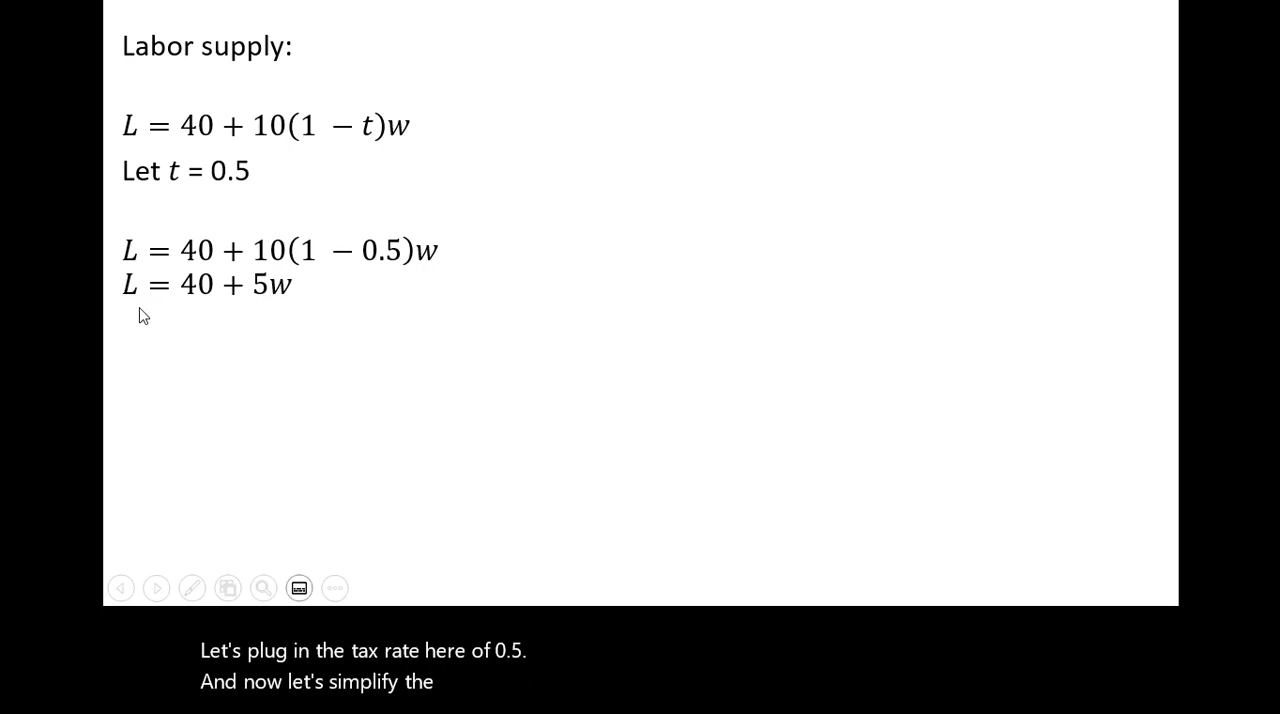 Labor supply:
L = 40 + 10(1 − t)w
Let t = 0.5
L = 40 + 10(1 − 0.5)w
L = 40 + 5w
Let's plug in the tax rate here of 0.5.
And now let's simplify the